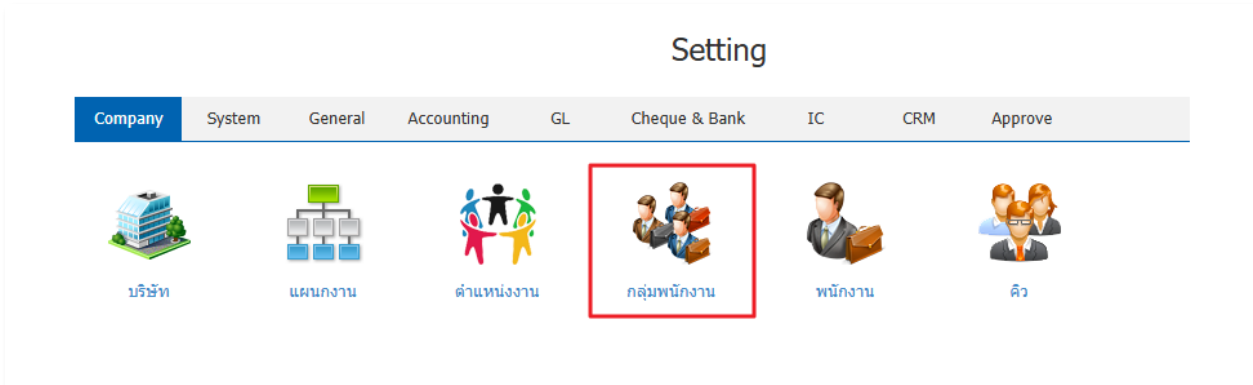 Setting
Company System General Accounting GL Cheque & Bank IC CRM Approve
บริษัท แผนกงาน ตำแหน่งงาน กลุ่มพนักงาน พนักงาน คิว